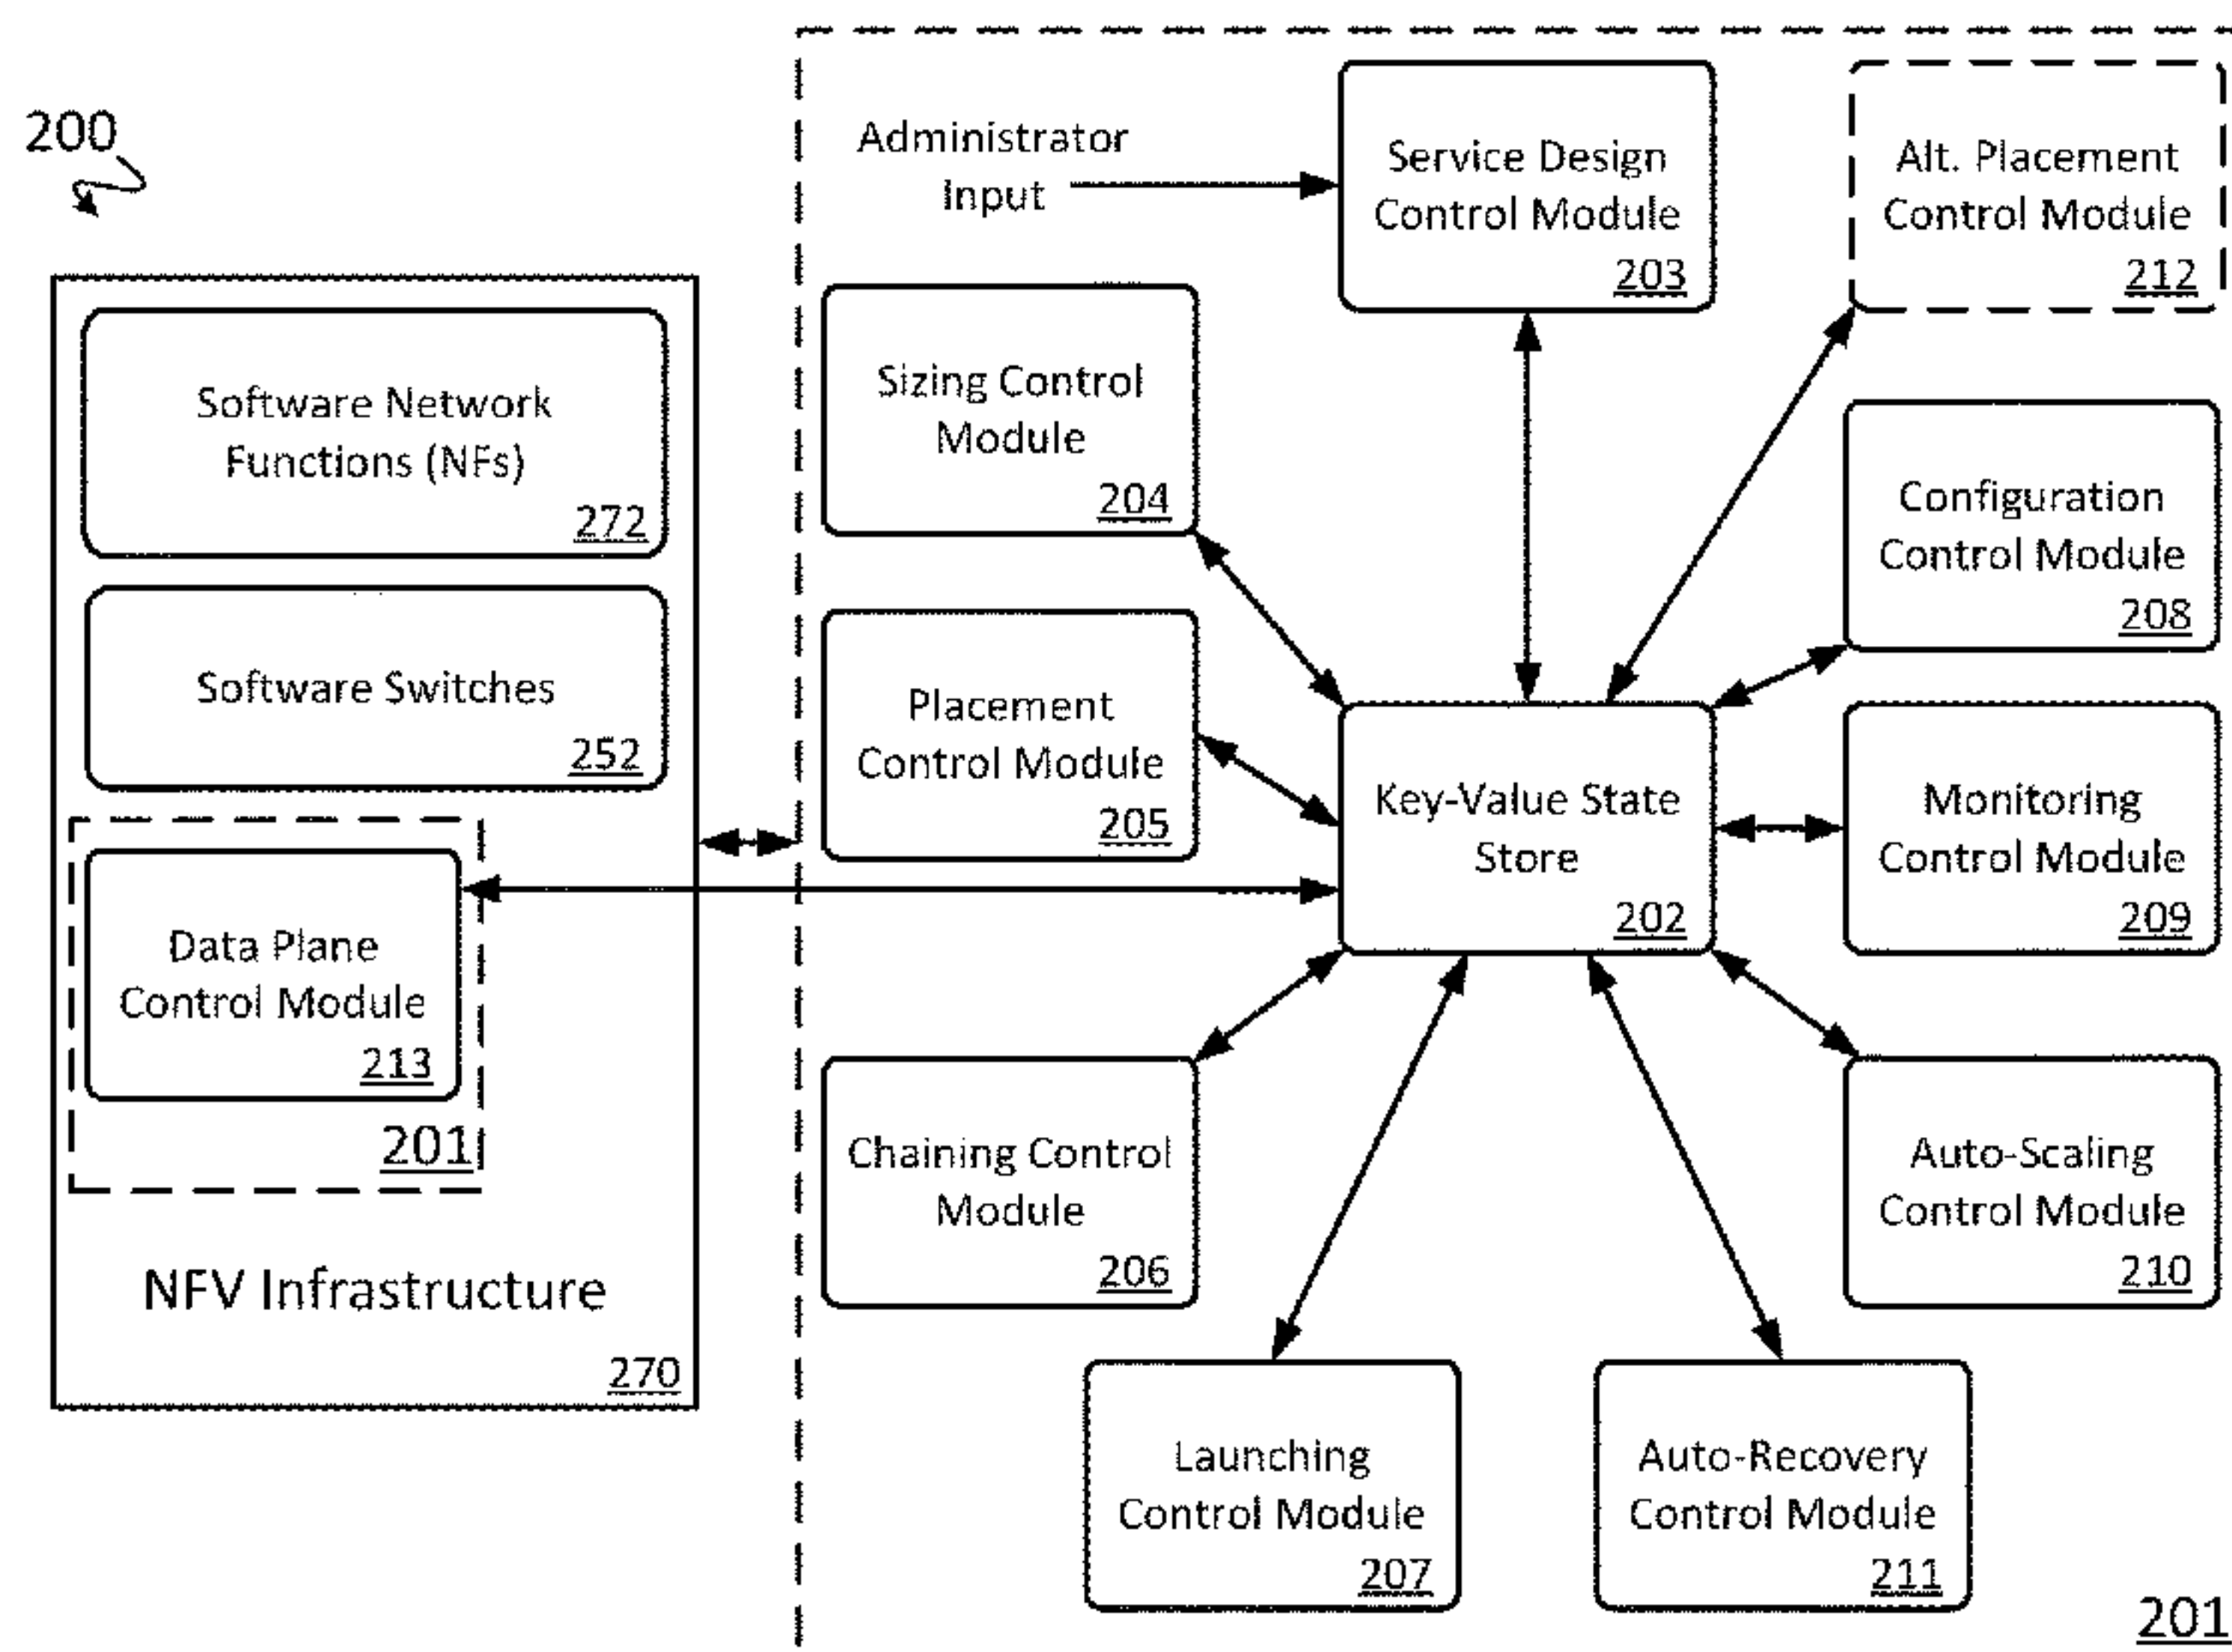 200
Administrator
Input
Service Design
Control Module
203
Alt. Placement
Control Module
212
Software Network
Functions (NFs)
272
Sizing Control
Module
204
Configuration
Control Module
208
Software Switches
252
Placement
Control Module
205
Key-Value State
Store
202
Monitoring
Control Module
209
Data Plane
Control Module
213
201
NFV Infrastructure
270
Chaining Control
Module
206
Auto-Scaling
Control Module
210
Launching
Control Module
207
Auto-Recovery
Control Module
211
201